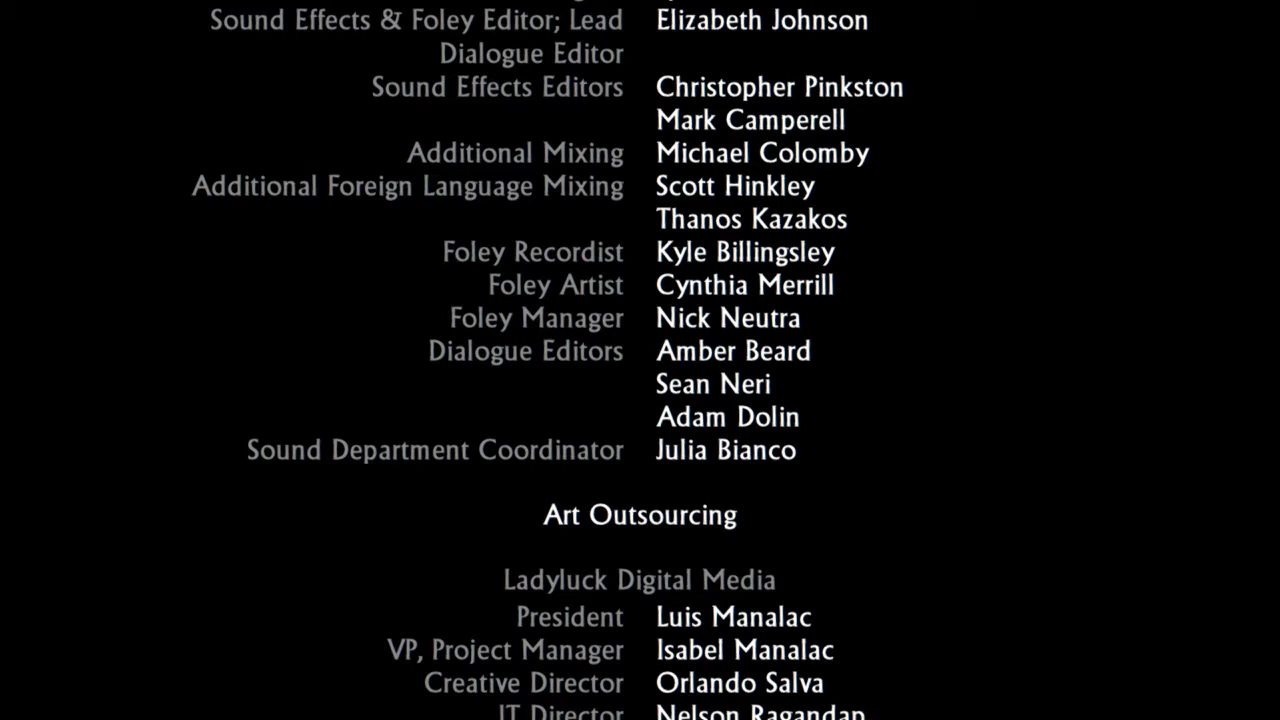 Sound Effects & Foley Editor; Lead Elizabeth Johnson
Dialogue Editor
Sound Effects Editors Christopher Pinkston
Mark Camperell
Additional Mixing Michael Colomby
Additional Foreign Language Mixing Scott Hinkley
Thanos Kazakos
Foley Recordist Kyle Billingsley
Foley Artist Cynthia Merrill
Foley Manager Nick Neutra
Dialogue Editors Amber Beard
Sean Neri
Adam Dolin
Sound Department Coordinator Julia Bianco
Art Outsourcing
Ladyluck Digital Media
President Luis Manalac
VP, Project Manager Isabel Manalac
Creative Director Orlando Salva
IT Director Nelson Ragandap